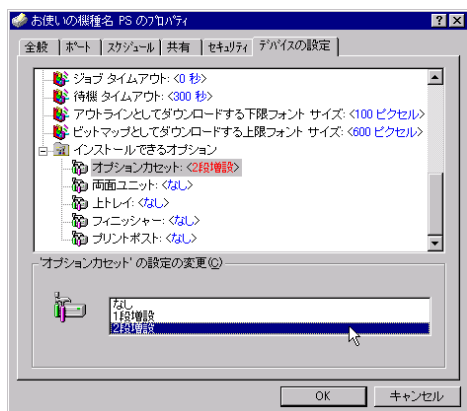 お使いの機種名 PS のプロパティ
全般 ポート スケジュール 共有 セキュリティ デバイスの設定
ジョブ タイムアウト: <0 秒>
待機 タイムアウト: <300 秒>
アウトラインとしてダウンロードする下限フォント サイズ: <100 ピクセル>
ビットマップとしてダウンロードする上限フォント サイズ: <600 ピクセル>
インストールできるオプション
オプションカセット: <2段増設>
両面ユニット: <なし>
上トレイ: <なし>
フィニッシャー: <なし>
プリントポスト: <なし>
'オプションカセット' の設定の変更(C)
なし
1段増設
2段増設
OK キャンセル